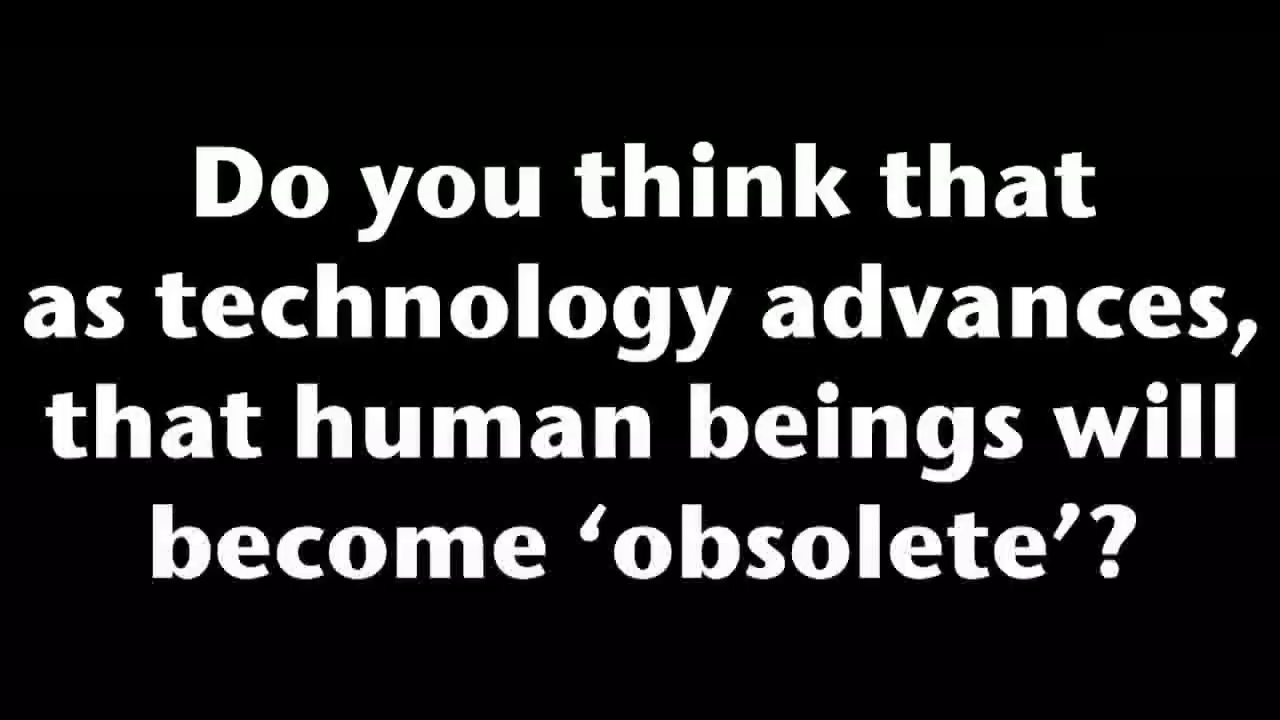 Do you think that
as technology advances,
that human beings will
become ‘obsolete’?